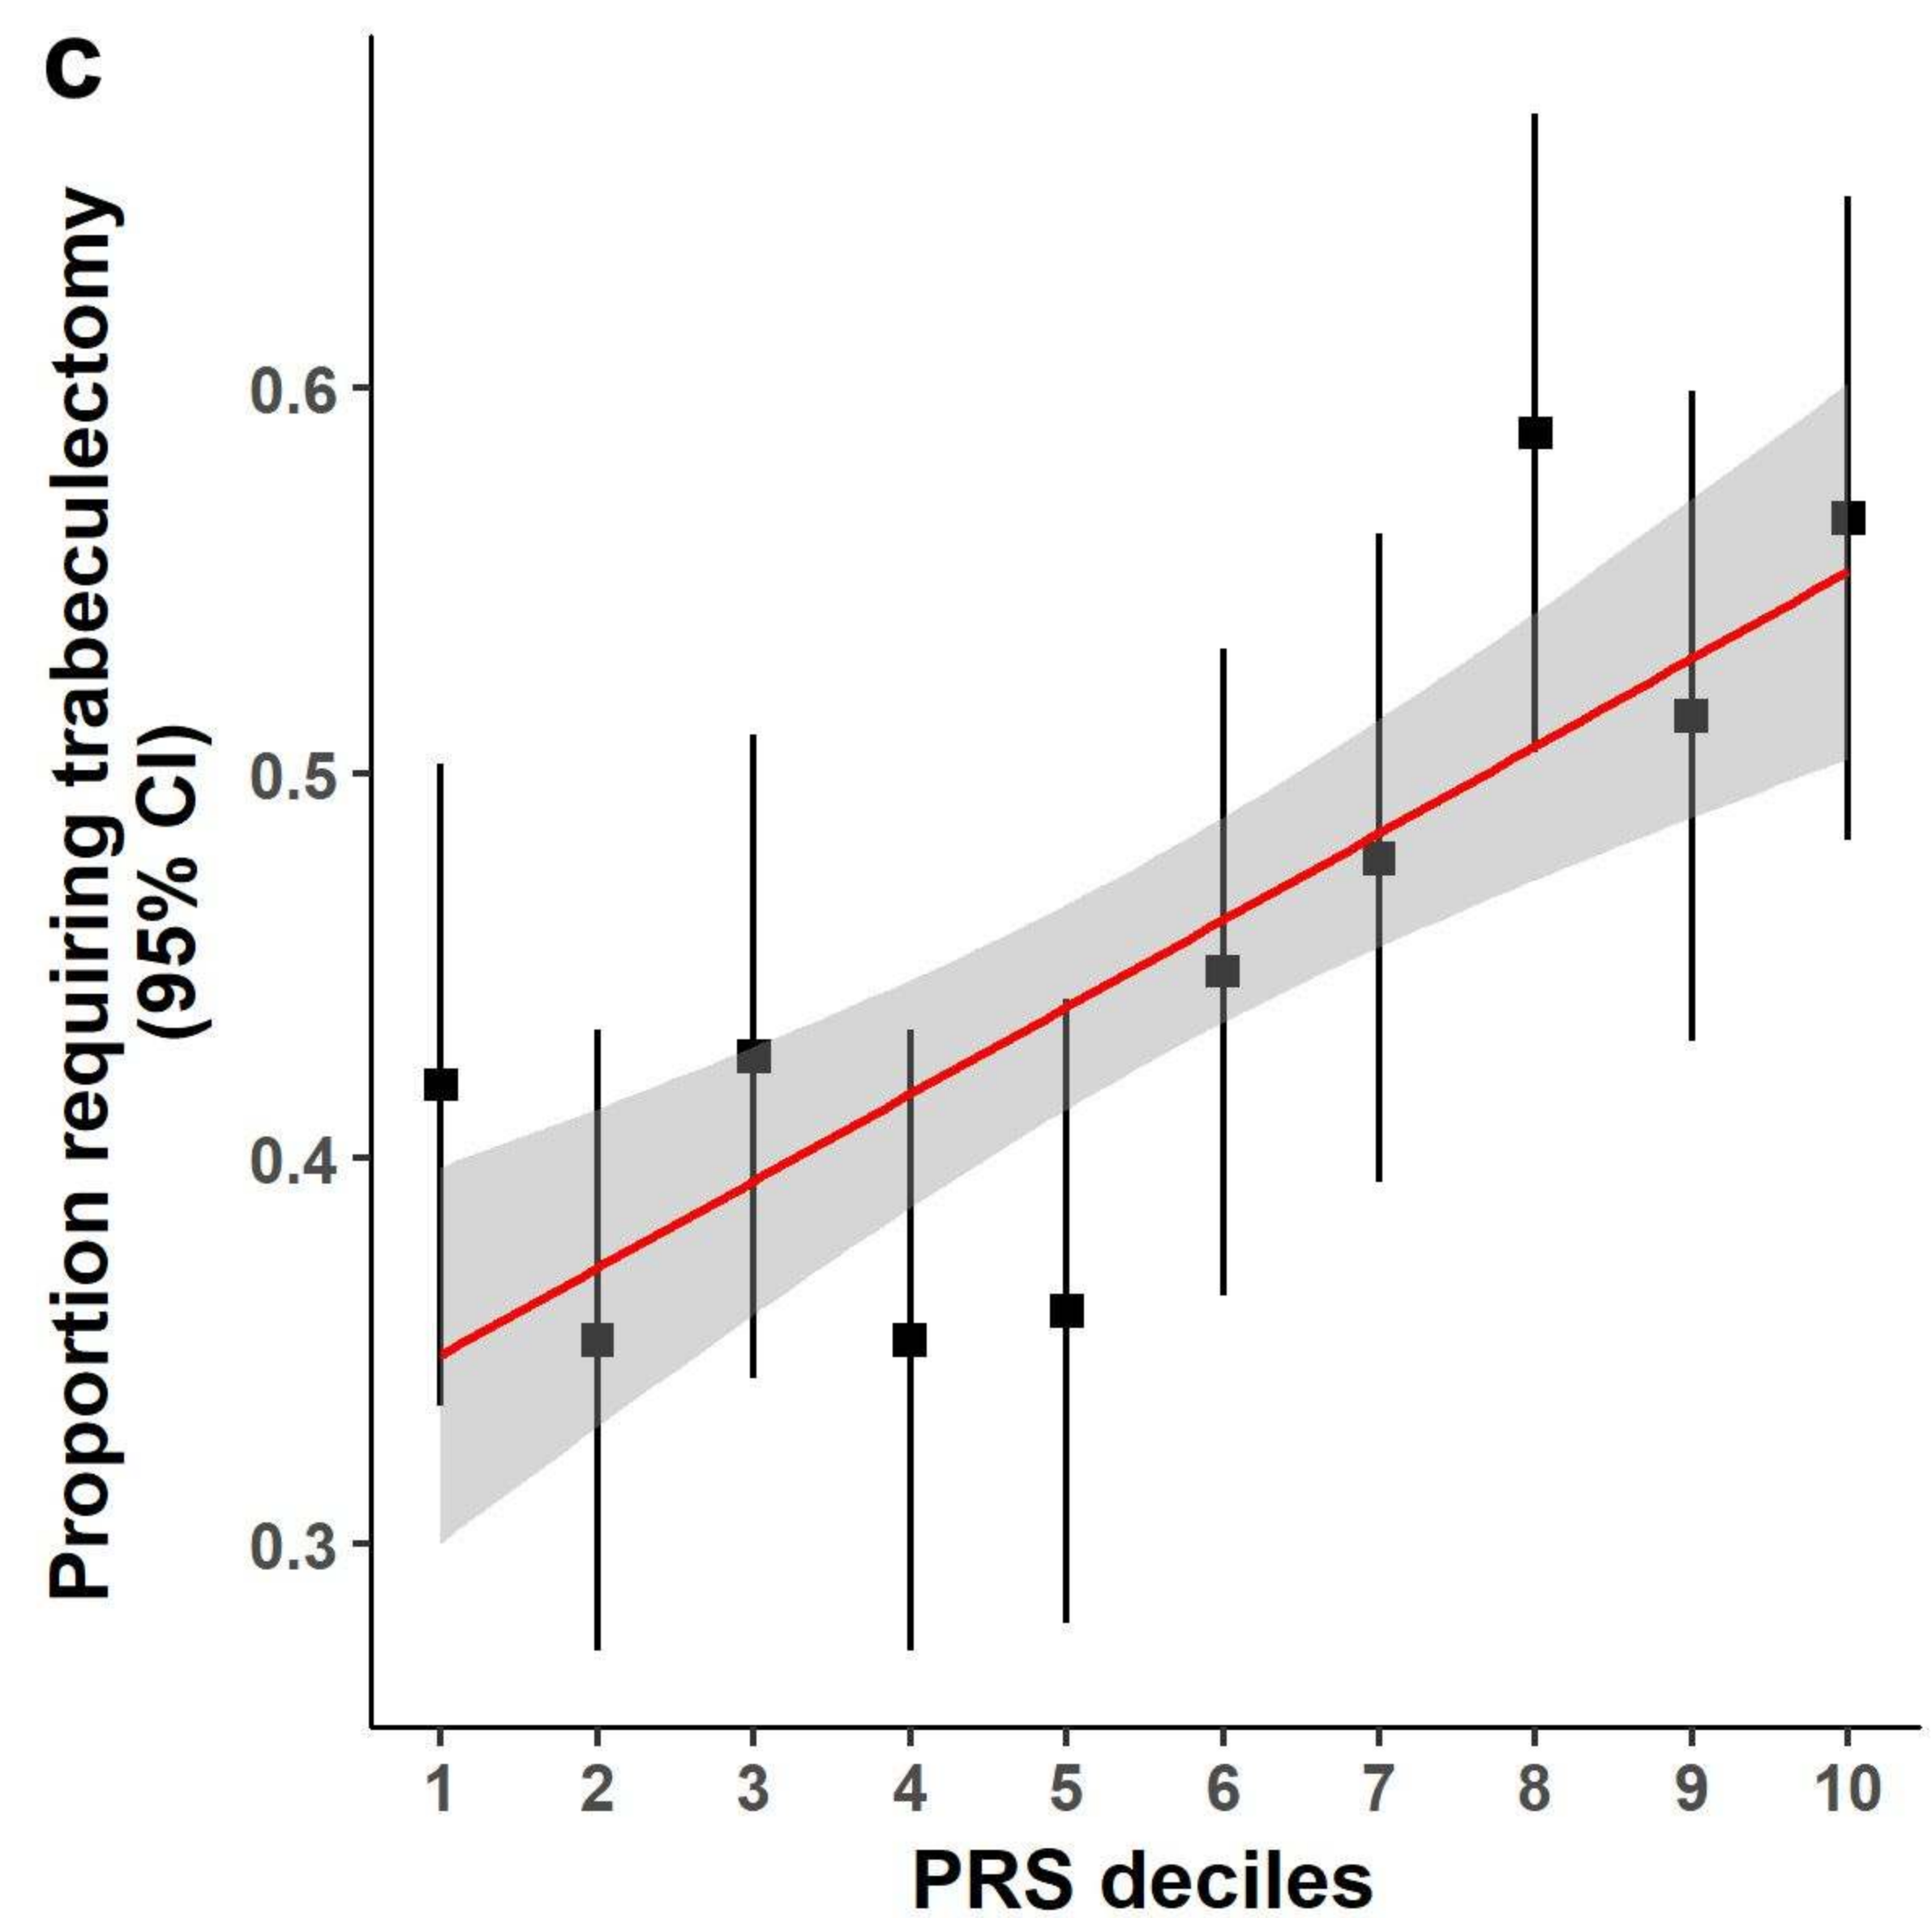 C
Proportion requiring trabeculectomy
(95% CI)
0.6
0.5
0.4
0.3
1 2 3 4 5 6 7 8 9 10
PRS deciles